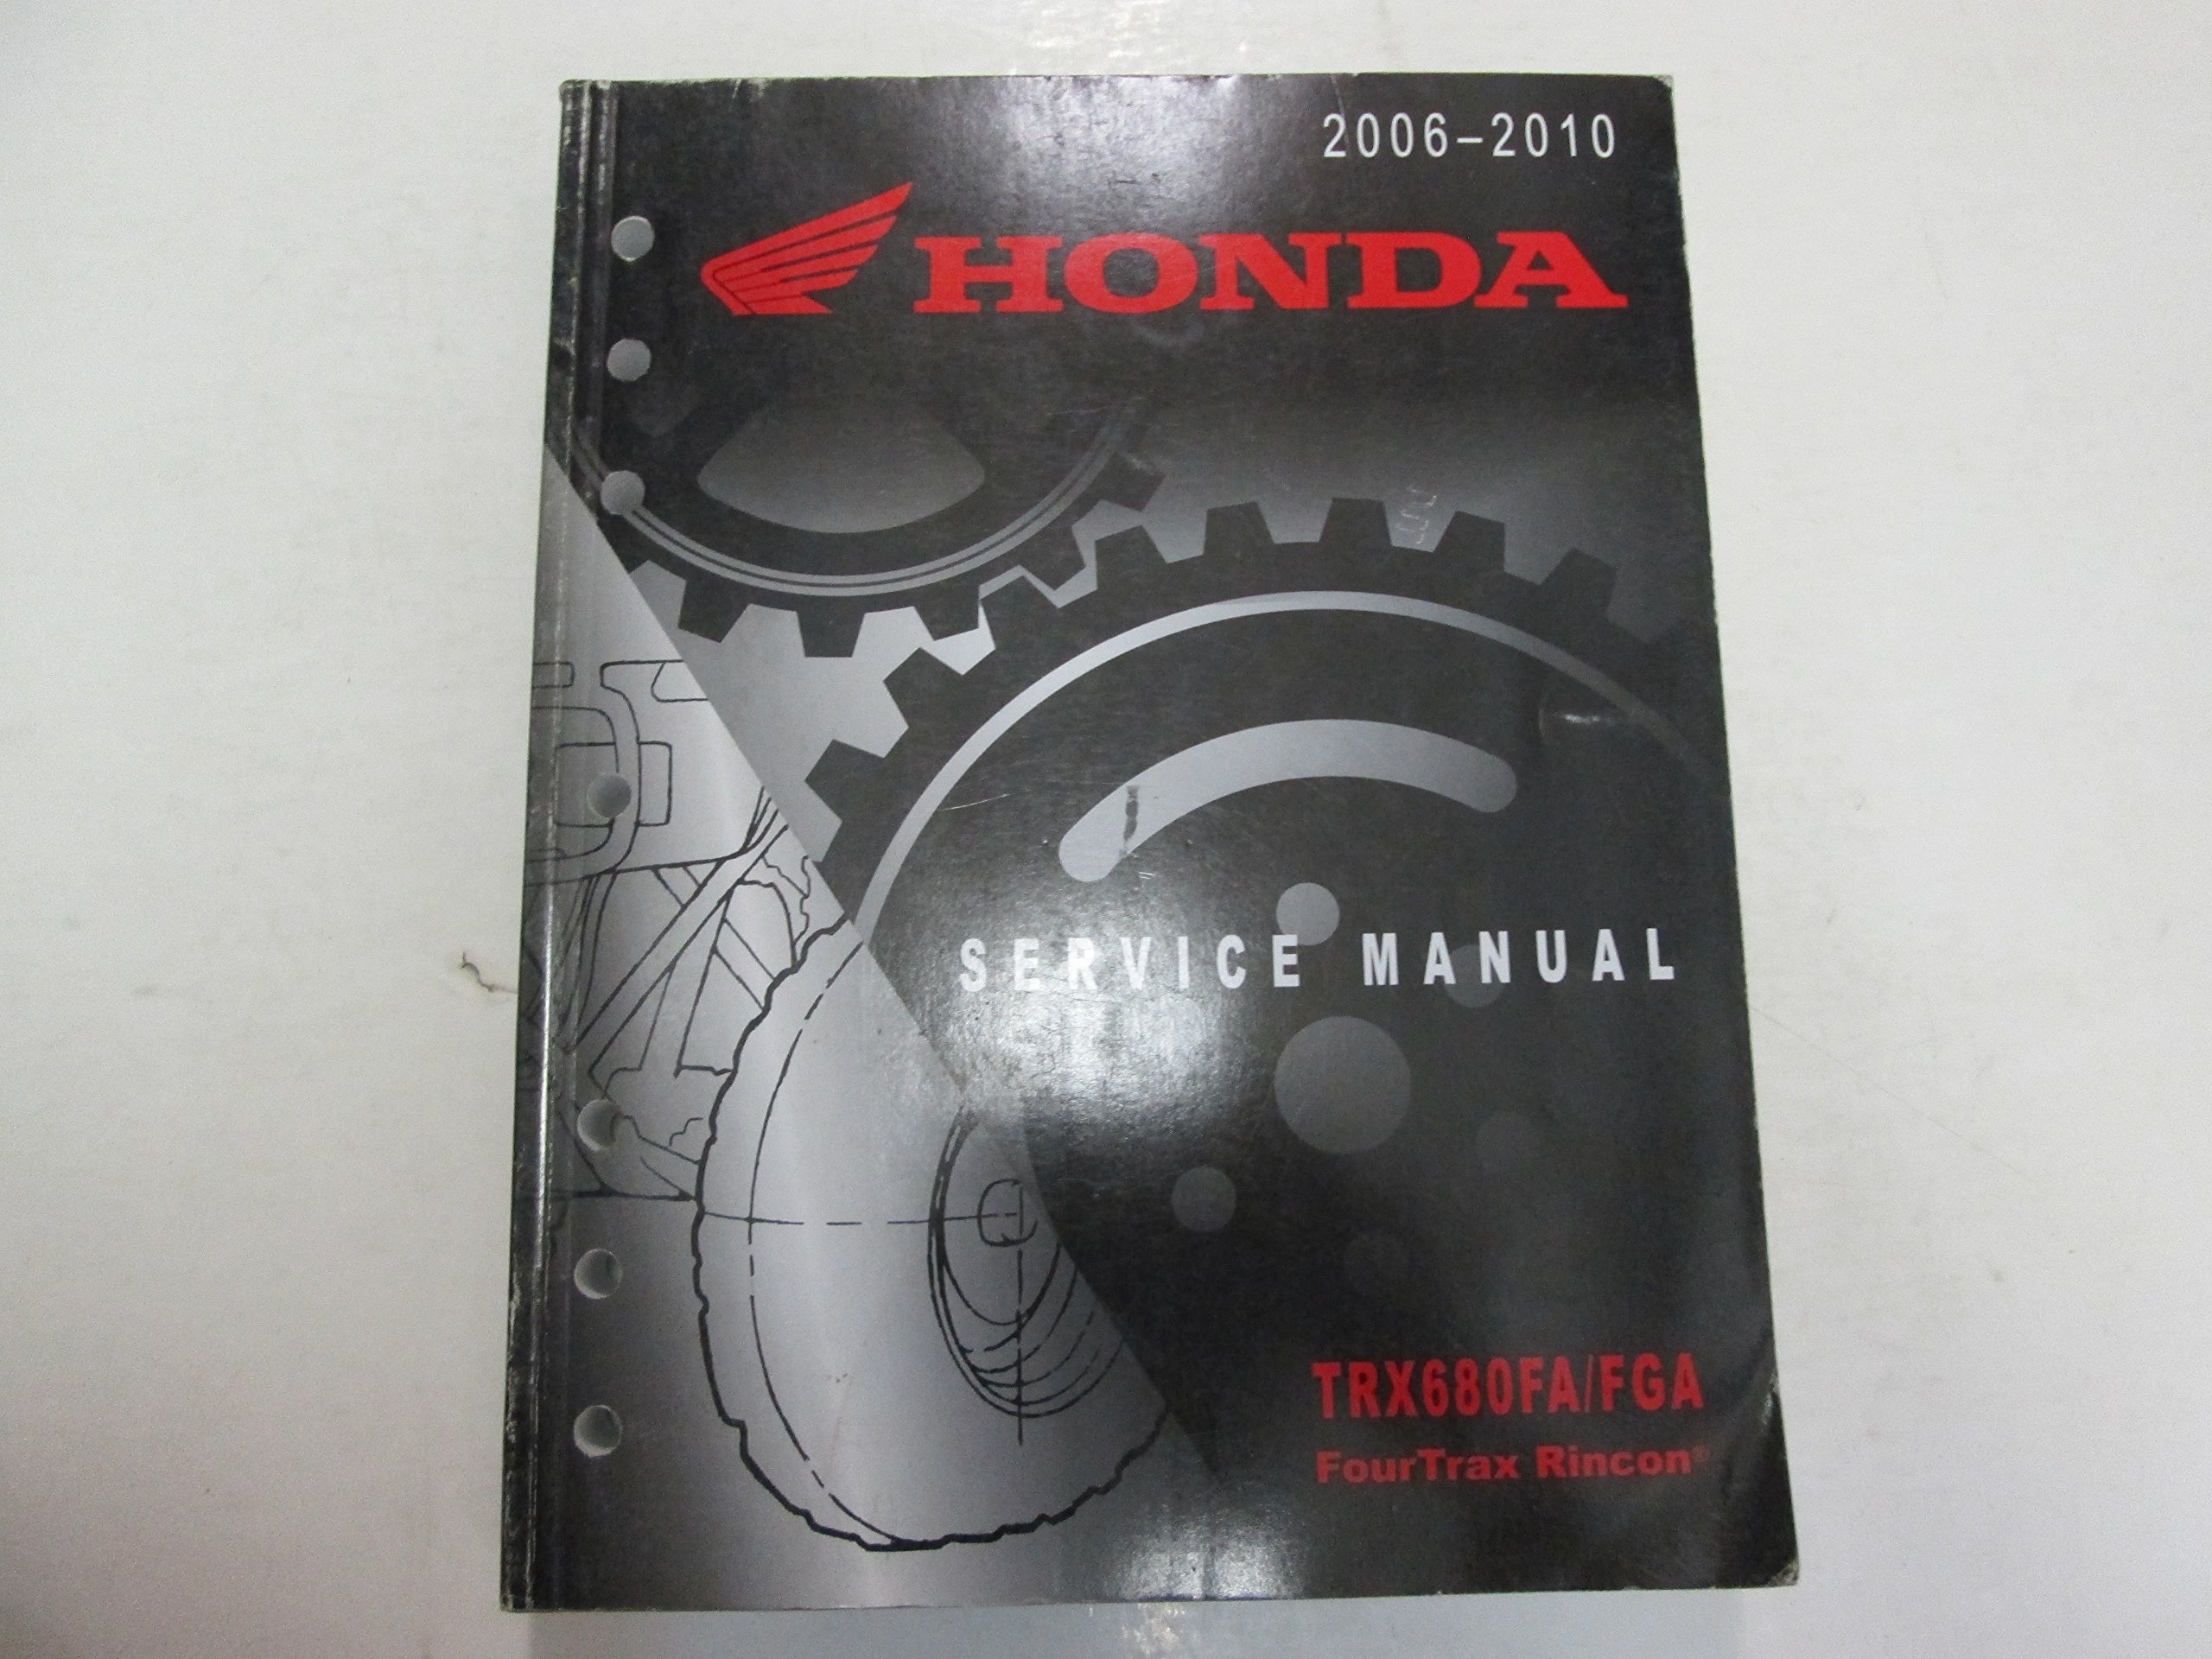 2006–2010
HONDA
SERVICE MANUAL
TRX680FA/FGA
FourTrax Rincon®